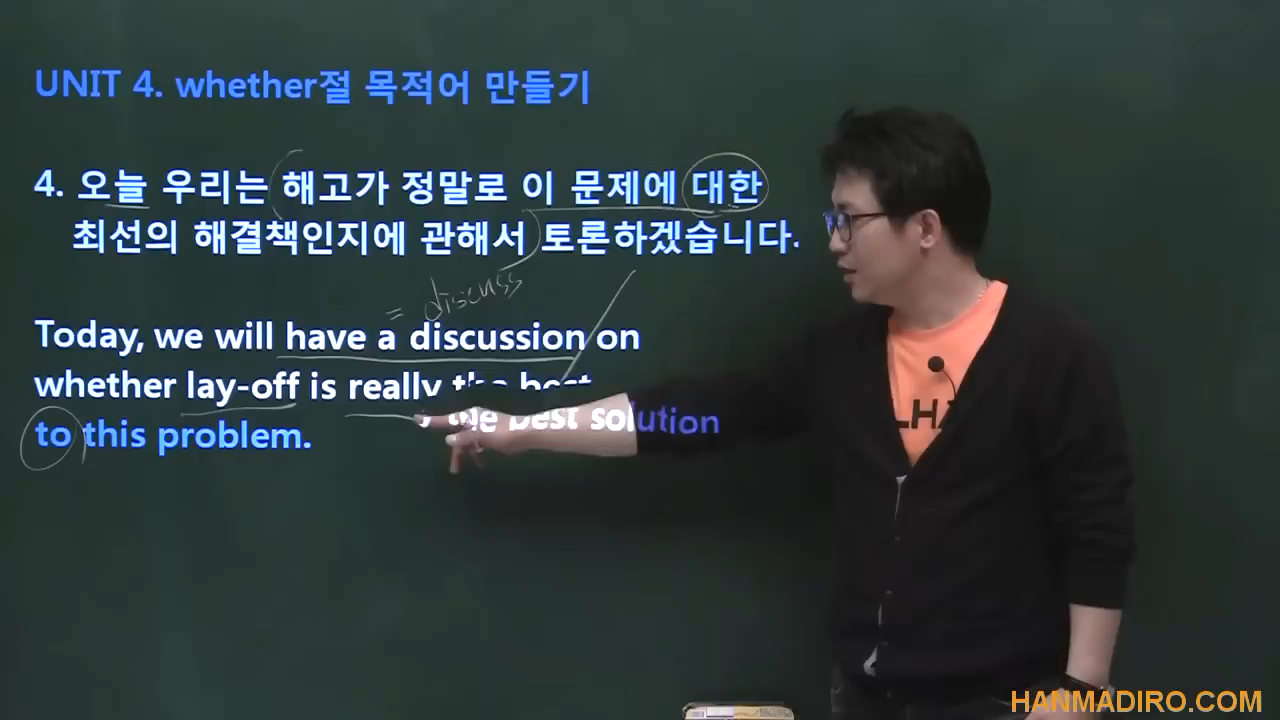 UNIT 4. whether절 목적어 만들기
4. 오늘 우리는 해고가 정말로 이 문제에 대한
최선의 해결책인지에 관해서 토론하겠습니다.
= discuss
Today, we will have a discussion on
whether lay-off is really the best solution
to this problem.
HANMADIRO.COM